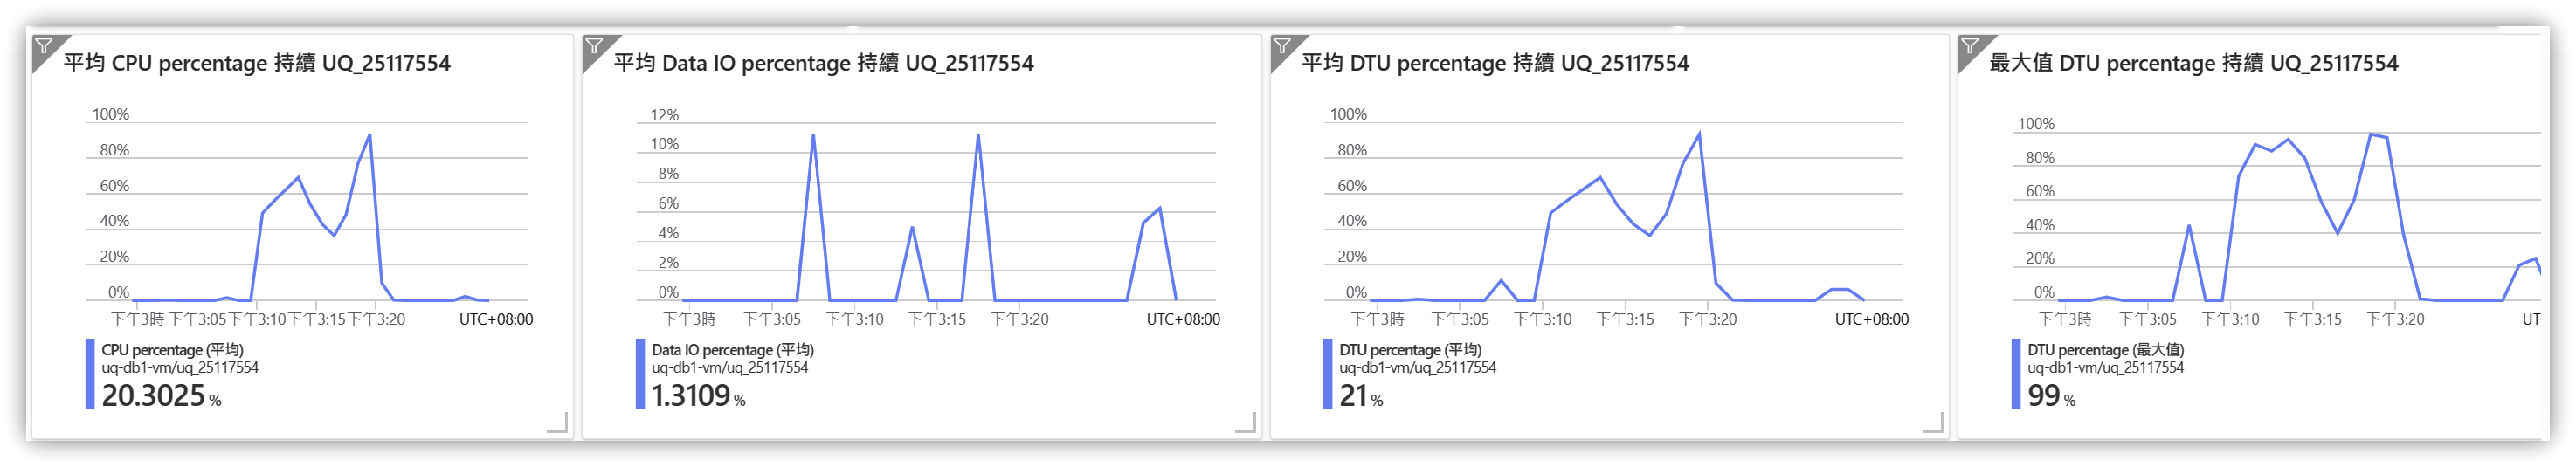 平均 CPU percentage 持續 UQ_25117554
100%
80%
60%
40%
20%
0%
下午3時 下午3:05 下午3:10 下午3:15 下午3:20 UTC+08:00
CPU percentage (平均)
uq-db1-vm/uq_25117554
20.3025 %
平均 Data IO percentage 持續 UQ_25117554
12%
10%
8%
6%
4%
2%
0%
下午3時 下午3:05 下午3:10 下午3:15 下午3:20 UTC+08:00
Data IO percentage (平均)
uq-db1-vm/uq_25117554
1.3109 %
平均 DTU percentage 持續 UQ_25117554
100%
80%
60%
40%
20%
0%
下午3時 下午3:05 下午3:10 下午3:15 下午3:20 UTC+08:00
DTU percentage (平均)
uq-db1-vm/uq_25117554
21 %
最大值 DTU percentage 持續 UQ_25117554
100%
80%
60%
40%
20%
0%
下午3時 下午3:05 下午3:10 下午3:15 下午3:20 UT
DTU percentage (最大值)
uq-db1-vm/uq_25117554
99 %